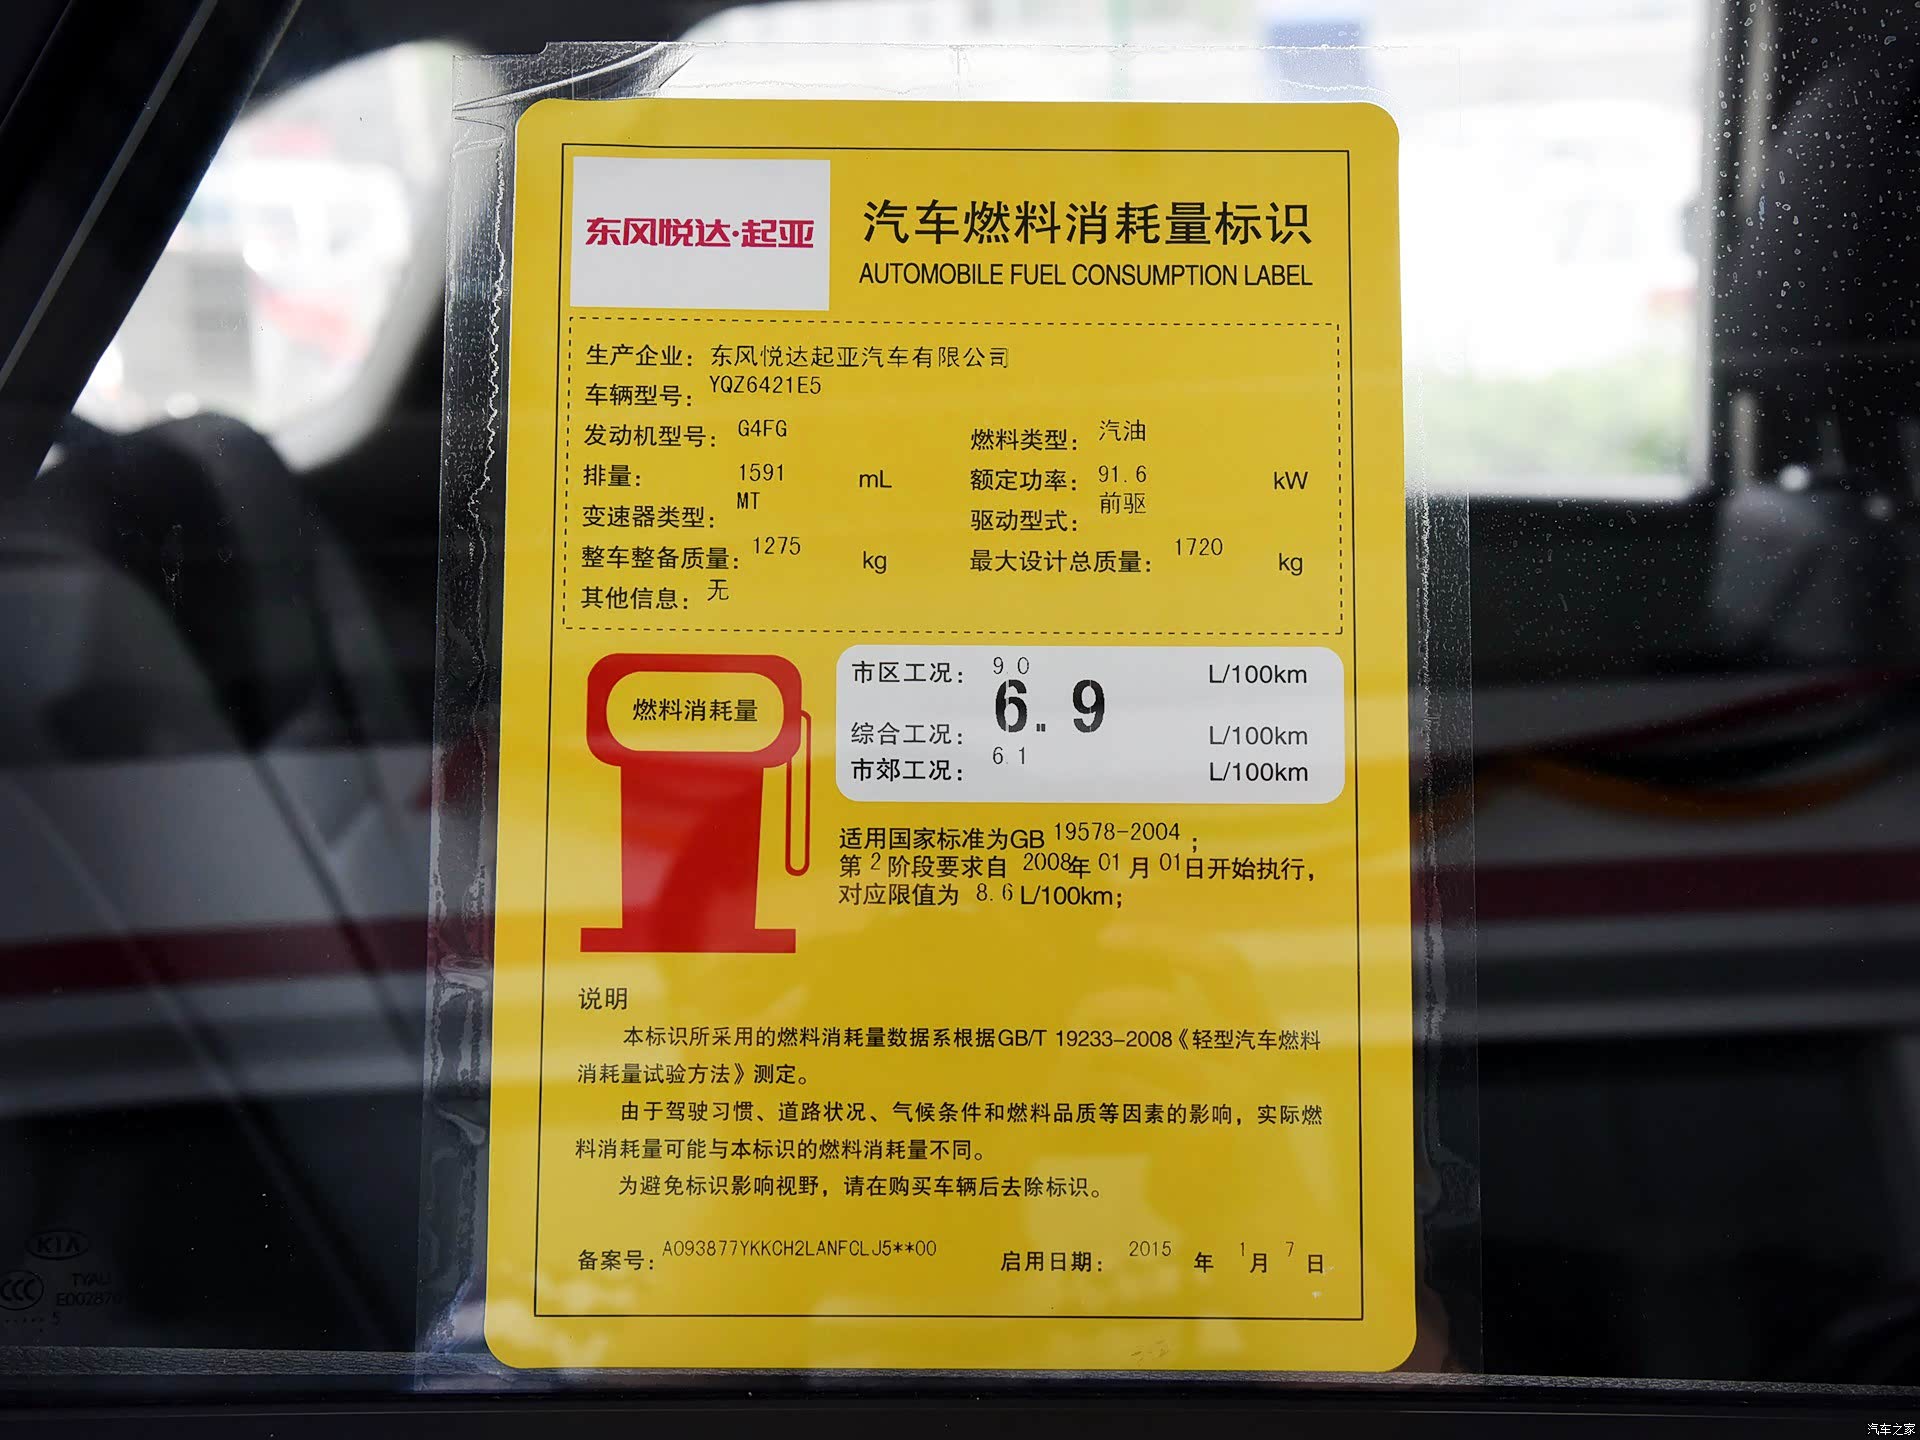 东风悦达·起亚
汽车燃料消耗量标识
AUTOMOBILE FUEL CONSUMPTION LABEL
生产企业：东风悦达起亚汽车有限公司
车辆型号：YQZ6421E5
发动机型号：G4FG 燃料类型：汽油
排量：1591 mL 额定功率：91.6 kW
变速器类型：MT 驱动型式：前驱
整车整备质量：1275 kg 最大设计总质量：1720 kg
其他信息：无
燃料消耗量
市区工况：9.0 L/100km
综合工况：6.9 L/100km
市郊工况：6.1 L/100km
适用国家标准为GB 19578-2004；
第 2 阶段要求自 2008年 01 月 01日开始执行，
对应限值为 8.6 L/100km；
说明
本标识所采用的燃料消耗量数据系根据GB/T 19233-2008《轻型汽车燃料
消耗量试验方法》测定。
由于驾驶习惯、道路状况、气候条件和燃料品质等因素的影响，实际燃
料消耗量可能与本标识的燃料消耗量不同。
为避免标识影响视野，请在购买车辆后去除标识。
备案号：A093877YKKCH2LANFCLJ5**00 启用日期：2015 年 1 月 7 日
KIA
CCC
TYALI
汽车之家